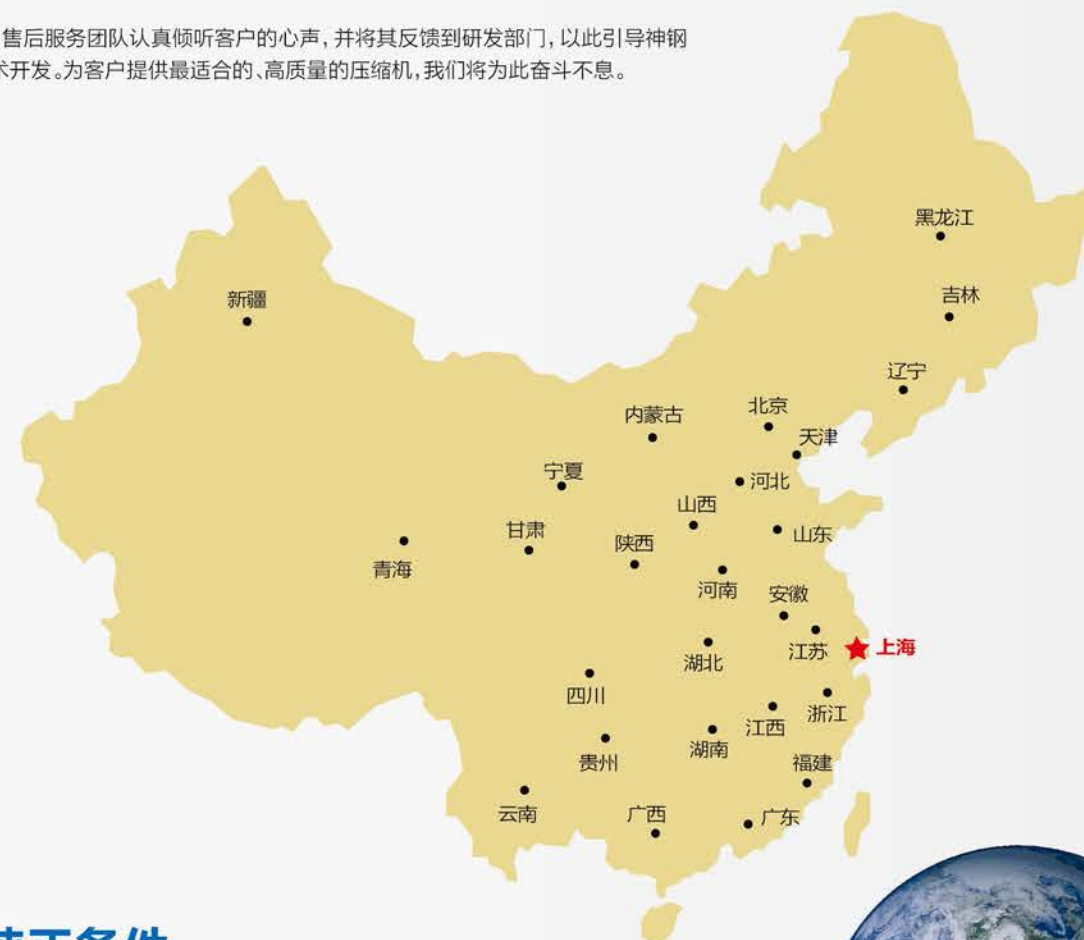 售后服务团队认真倾听客户的心声，并将其反馈到研发部门，以此引导神钢
术开发。为客户提供最适合的、高质量的压缩机，我们将为此奋斗不息。
黑龙江
吉林
新疆
辽宁
北京
内蒙古
天津
宁夏
河北
山西
甘肃
山东
陕西
青海
河南
安徽
上海
江苏
湖北
四川
浙江
江西
湖南
贵州
福建
云南
广西
广东